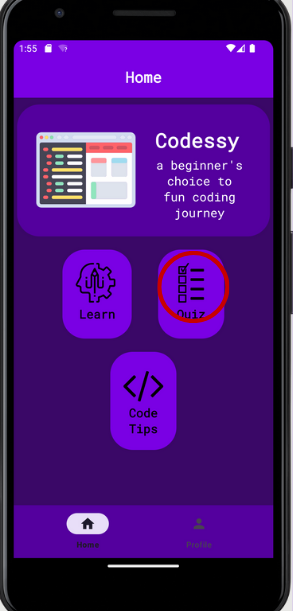 1:55
Home
Codessy
a beginner's
choice to
fun coding
journey
Learn
Quiz
</>
Code
Tips
Home
Profile